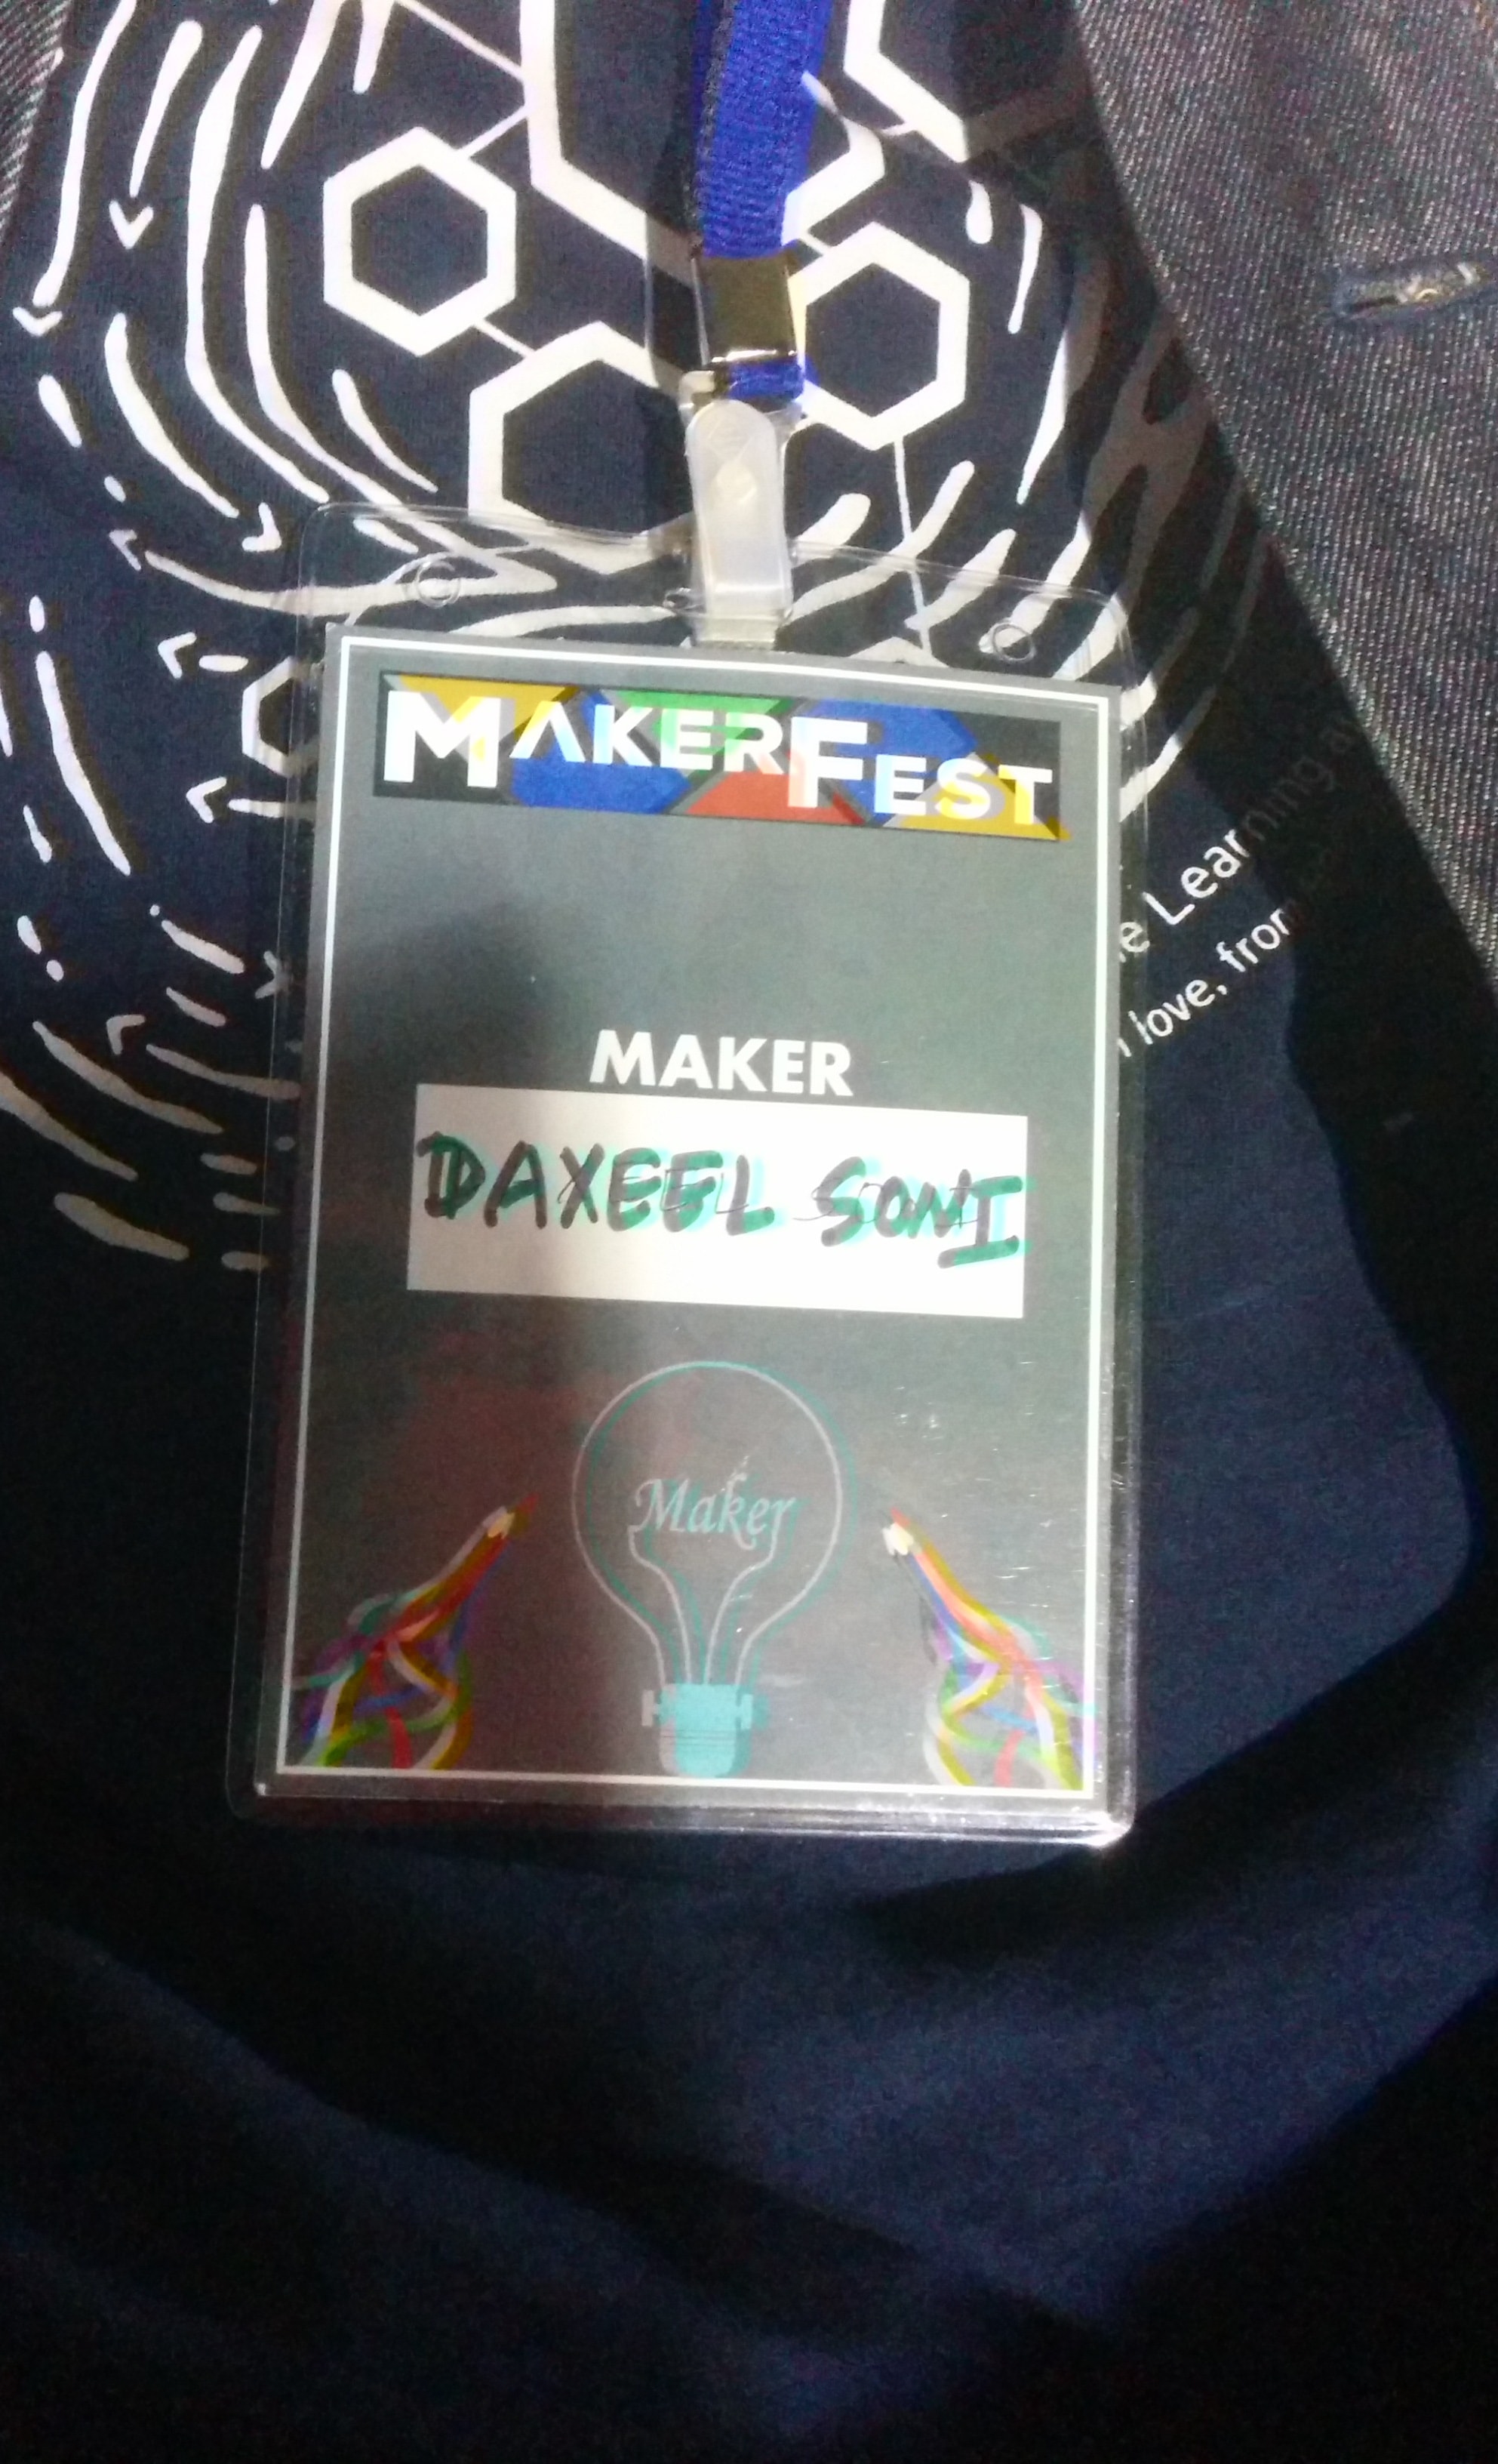 MAKERFEST
MAKER
DAXEEL SONI
Maker
Learning
love, from